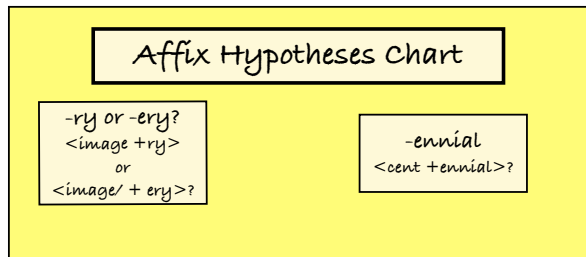 Affix Hypotheses Chart
-ry or -ery?
<image +ry>
or
<image/ + ery>?
-ennial
<cent +ennial>?